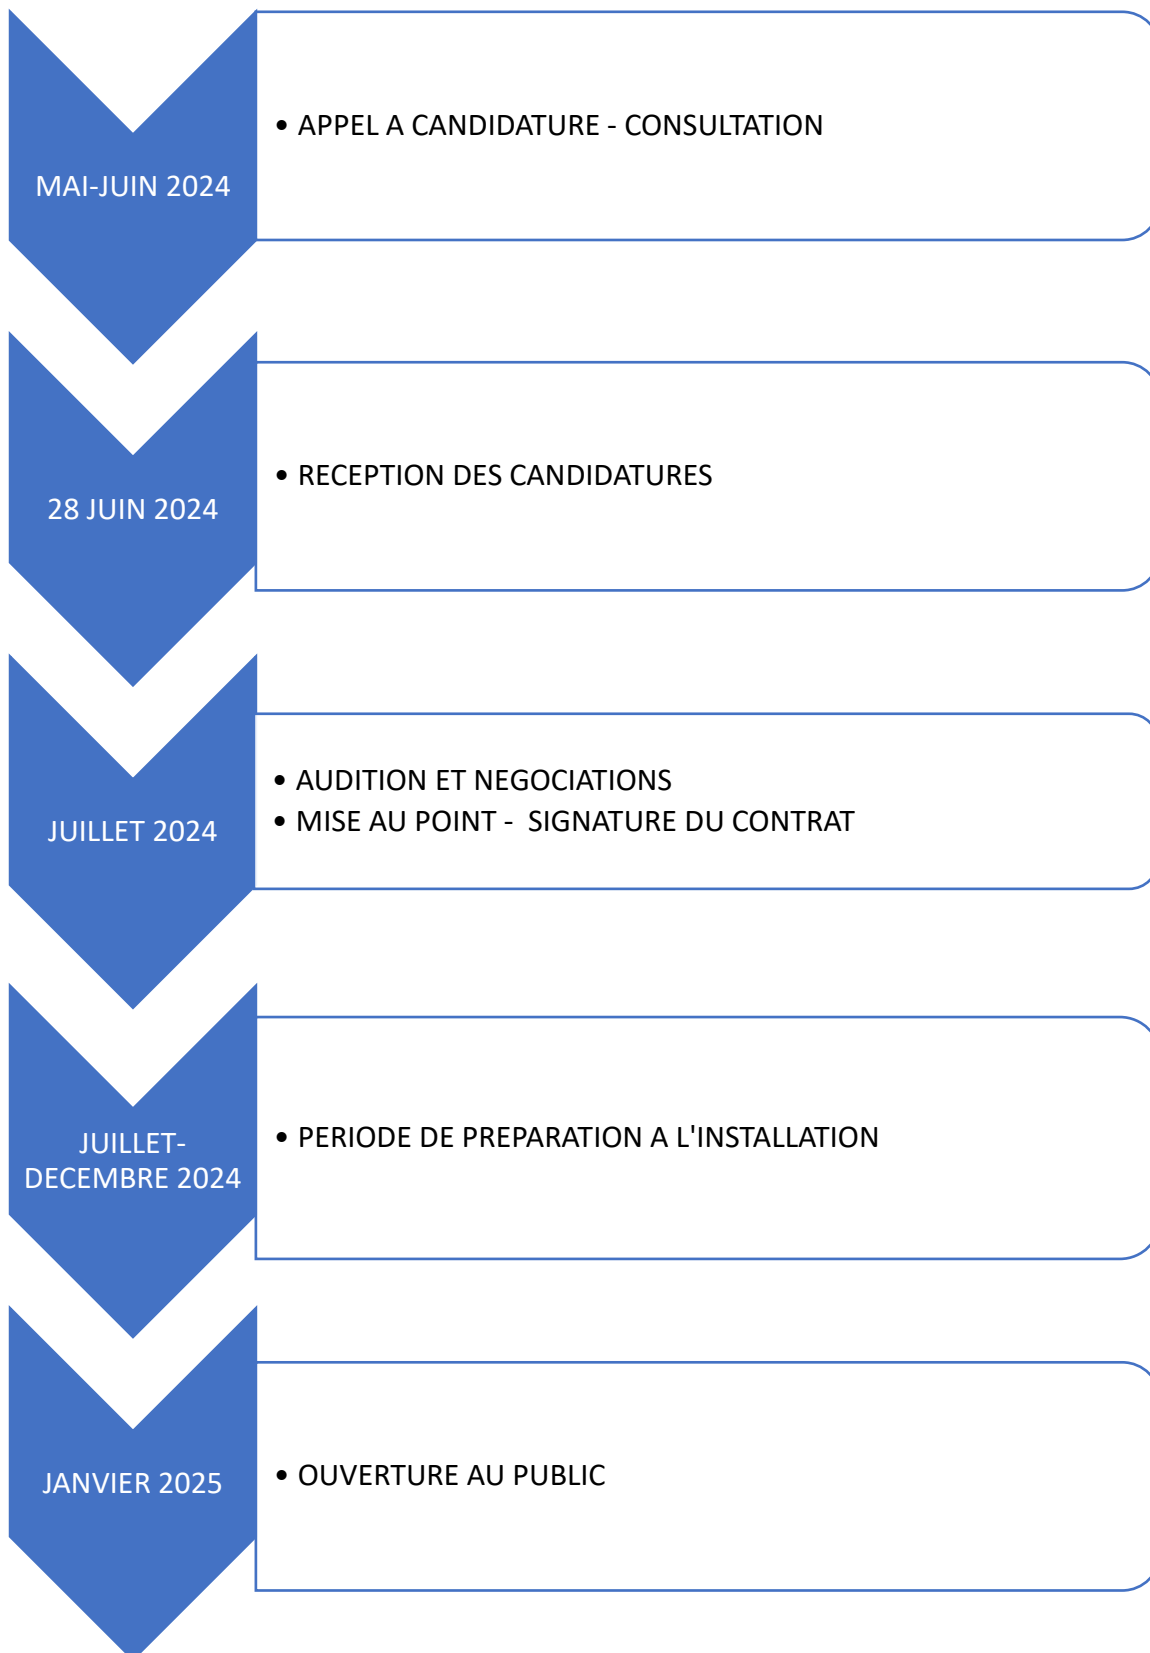 MAI-JUIN 2024
• APPEL A CANDIDATURE - CONSULTATION
28 JUIN 2024
• RECEPTION DES CANDIDATURES
JUILLET 2024
• AUDITION ET NEGOCIATIONS
• MISE AU POINT -  SIGNATURE DU CONTRAT
JUILLET-
DECEMBRE 2024
• PERIODE DE PREPARATION A L'INSTALLATION
JANVIER 2025
• OUVERTURE AU PUBLIC